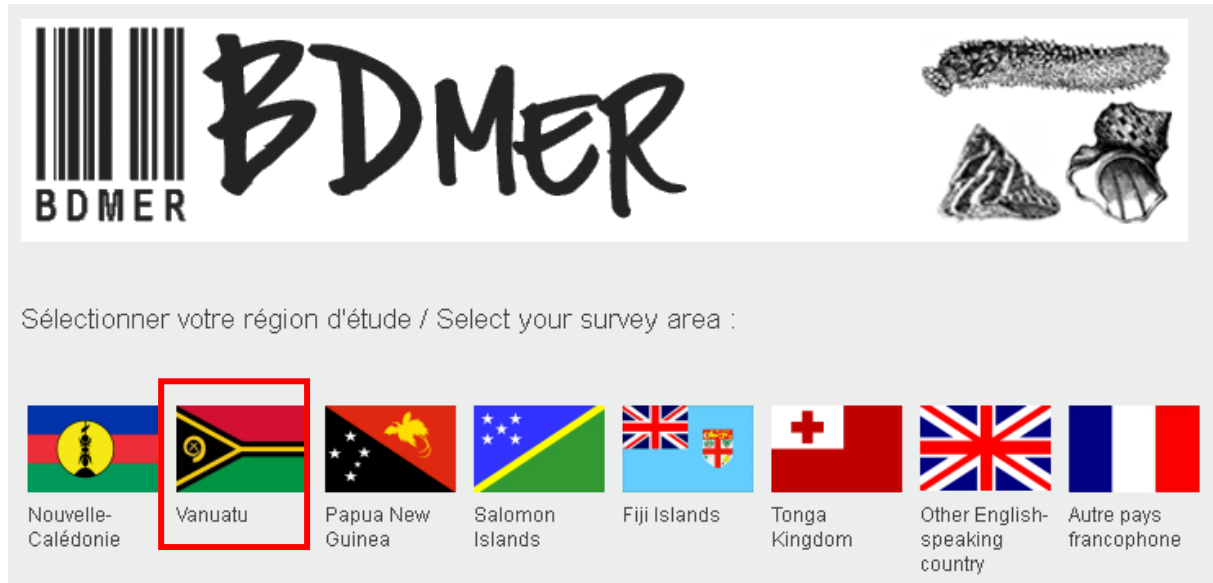 BDMER
BDMER
Sélectionner votre région d'étude / Select your survey area :
Nouvelle-
Calédonie
Vanuatu
Papua New
Guinea
Salomon
Islands
Fiji Islands
Tonga
Kingdom
Other English-
speaking
country
Autre pays
francophone